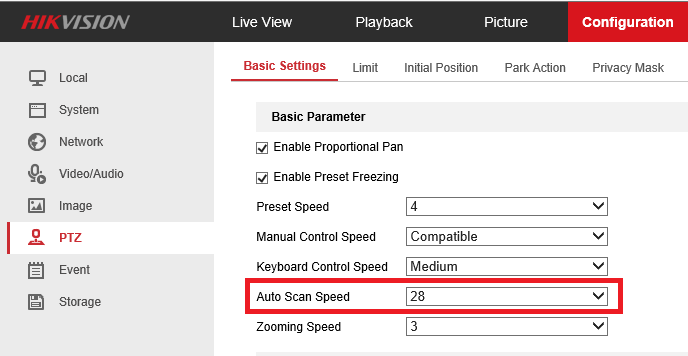 HIKVISION Live View Playback Picture Configuration
Basic Settings Limit Initial Position Park Action Privacy Mask
Local
System
Network
Video/Audio
Image
PTZ
Event
Storage
Basic Parameter
Enable Proportional Pan
Enable Preset Freezing
Preset Speed 4
Manual Control Speed Compatible
Keyboard Control Speed Medium
Auto Scan Speed 28
Zooming Speed 3